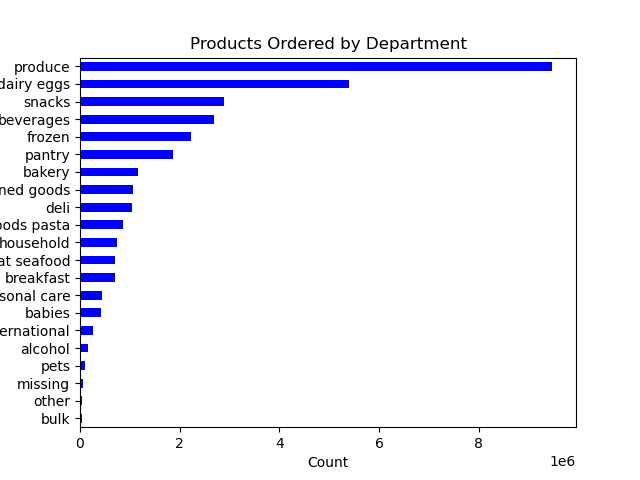 Products Ordered by Department
produce
dairy eggs
snacks
beverages
frozen
pantry
bakery
ned goods
deli
oods pasta
household
at seafood
breakfast
sonal care
babies
ernational
alcohol
pets
missing
other
bulk
0 2 4 6 8
1e6
Count